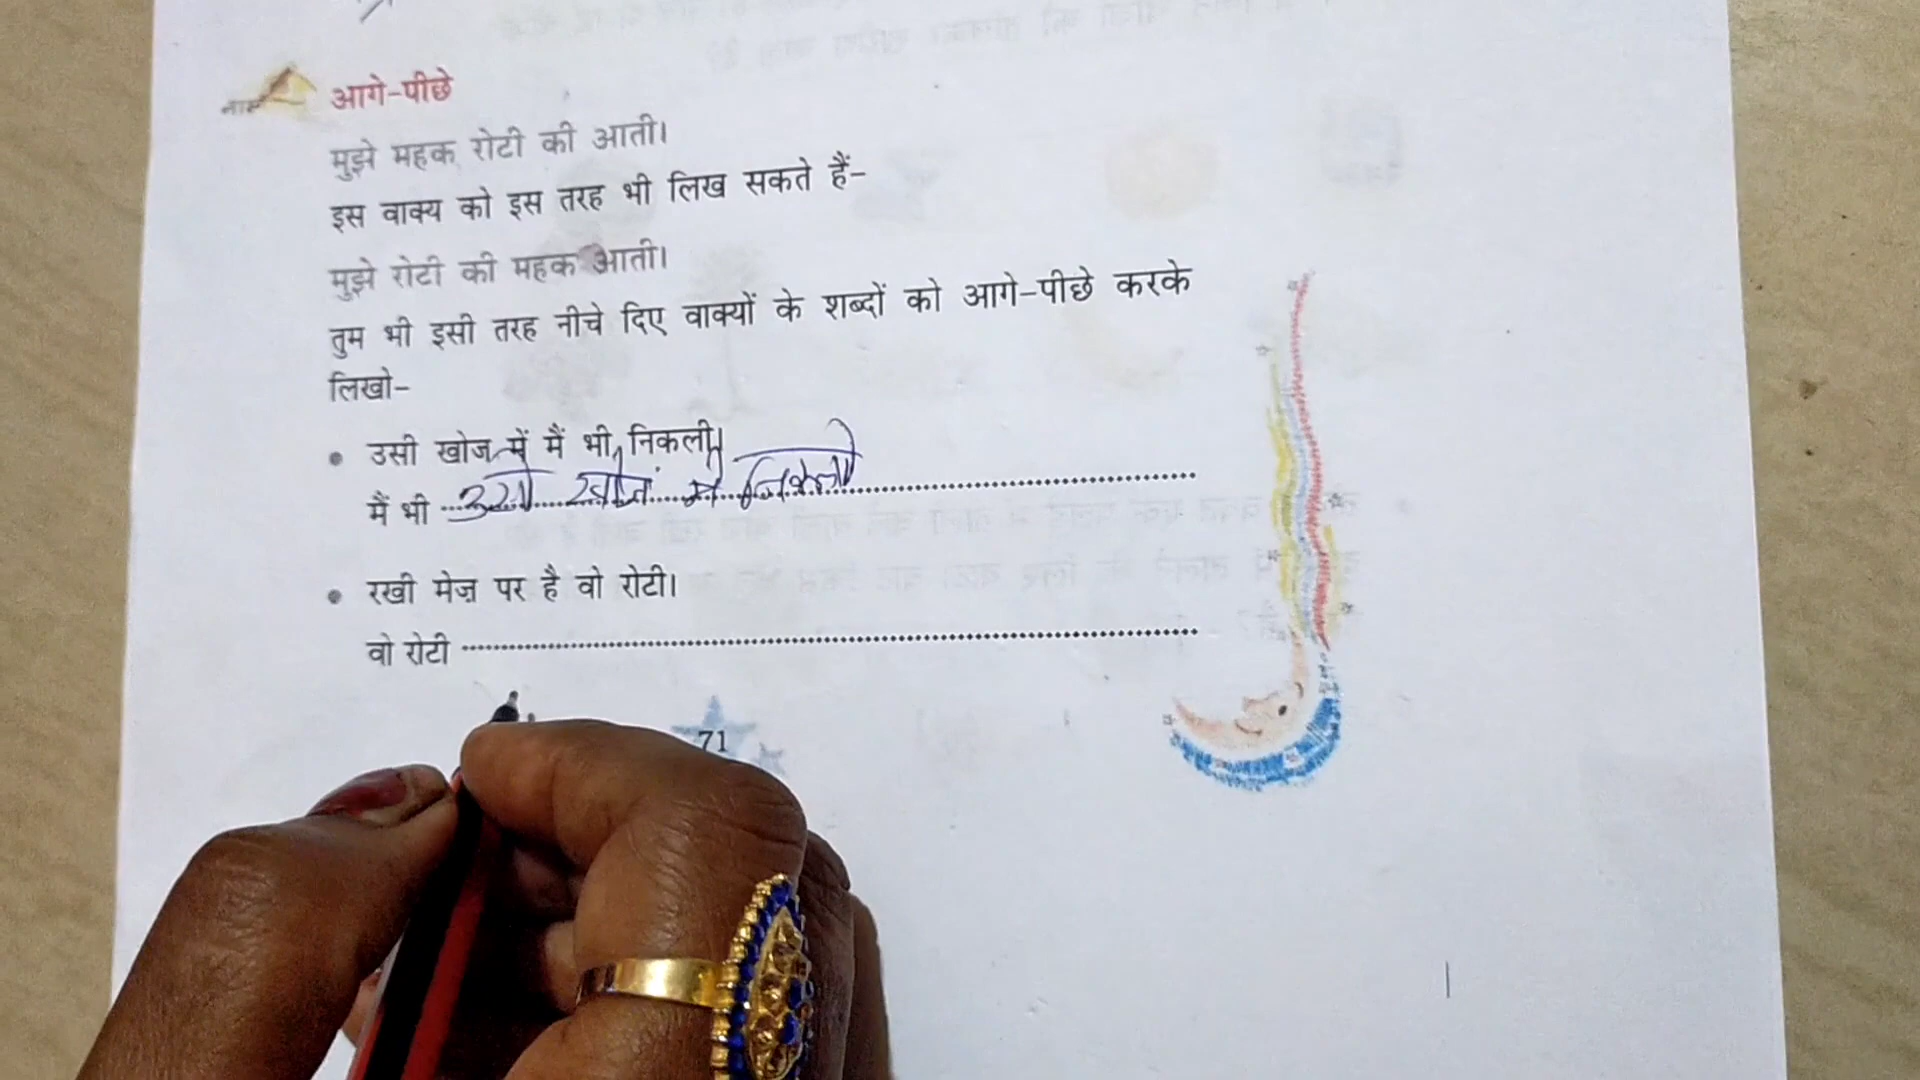 आगे-पीछे
मुझे महक रोटी की आती।
इस वाक्य को इस तरह भी लिख सकते हैं-
मुझे रोटी की महक आती।
तुम भी इसी तरह नीचे दिए वाक्यों के शब्दों को आगे-पीछे करके
लिखो-
उसी खोज में मैं भी निकली।
मैं भी उसी खोज में निकली
रखी मेज़ पर है वो रोटी।
वो रोटी
71